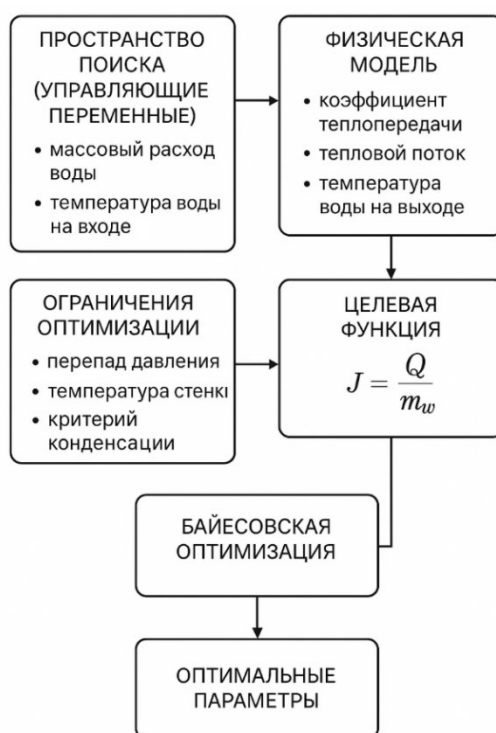 ПРОСТРАНСТВО
ПОИСКА
(УПРАВЛЯЮЩИЕ
ПЕРЕМЕННЫЕ)
• массовый расход
воды
• температура воды
на входе
ФИЗИЧЕСКАЯ
МОДЕЛЬ
• коэффициент
теплопередачи
• тепловой поток
• температура
воды на выходе
ОГРАНИЧЕНИЯ
ОПТИМИЗАЦИИ
• перепад давления
• температура стенкι
• критерий
конденсации
ЦЕЛЕВАЯ
ФУНКЦИЯ
J = Q / m_w
БАЙЕСОВСКАЯ
ОПТИМИЗАЦИЯ
ОПТИМАЛЬНЫЕ
ПАРАМЕТРЫ